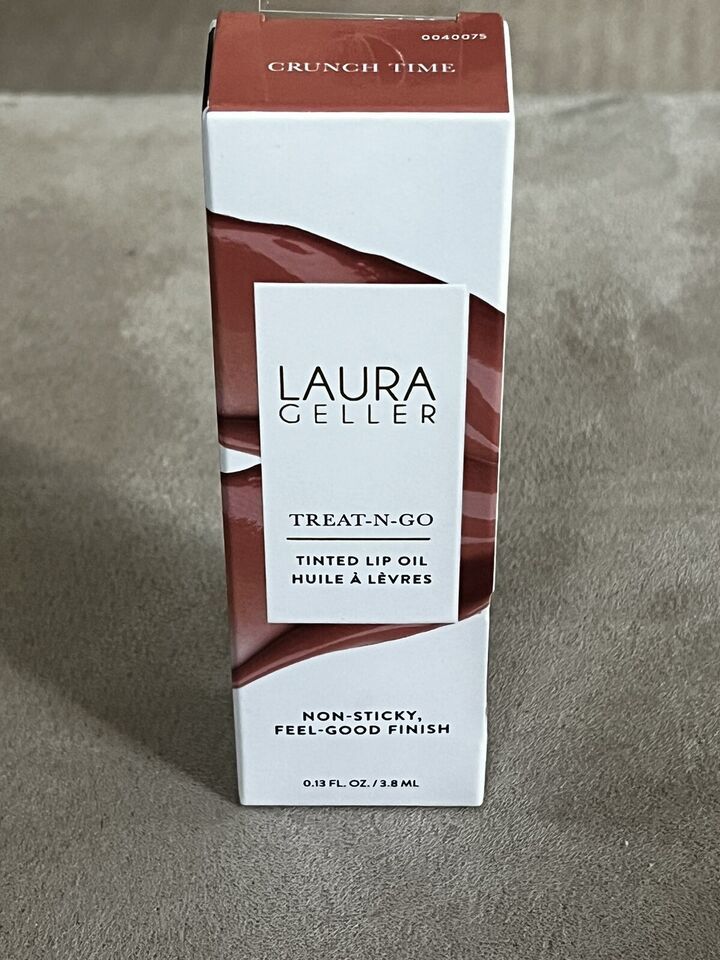 0040075
CRUNCH TIME
LAURA
GELLER
TREAT-N-GO
TINTED LIP OIL
HUILE À LÈVRES
NON-STICKY,
FEEL-GOOD FINISH
0.13 FL. OZ. / 3.8 ML